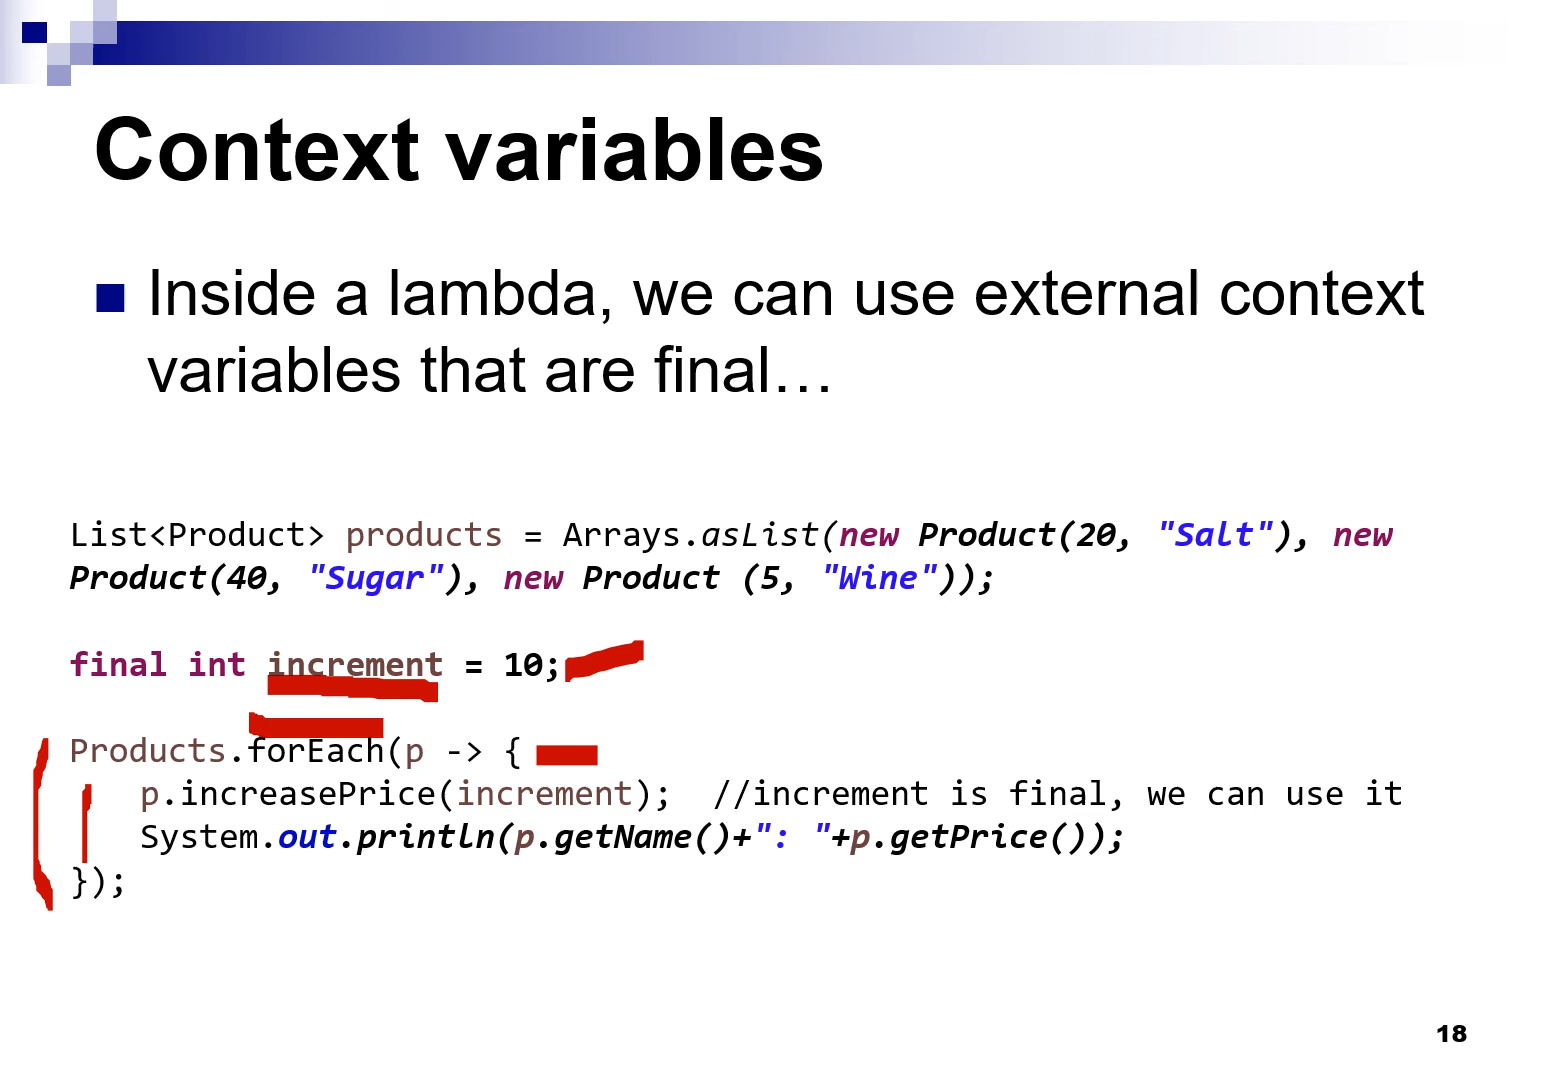 Context variables
Inside a lambda, we can use external context
variables that are final…
List<Product> products = Arrays.asList(new Product(20, "Salt"), new
Product(40, "Sugar"), new Product (5, "Wine"));
final int increment = 10;
Products.forEach(p -> {
p.increasePrice(increment);  //increment is final, we can use it
System.out.println(p.getName()+": "+p.getPrice());
});
18